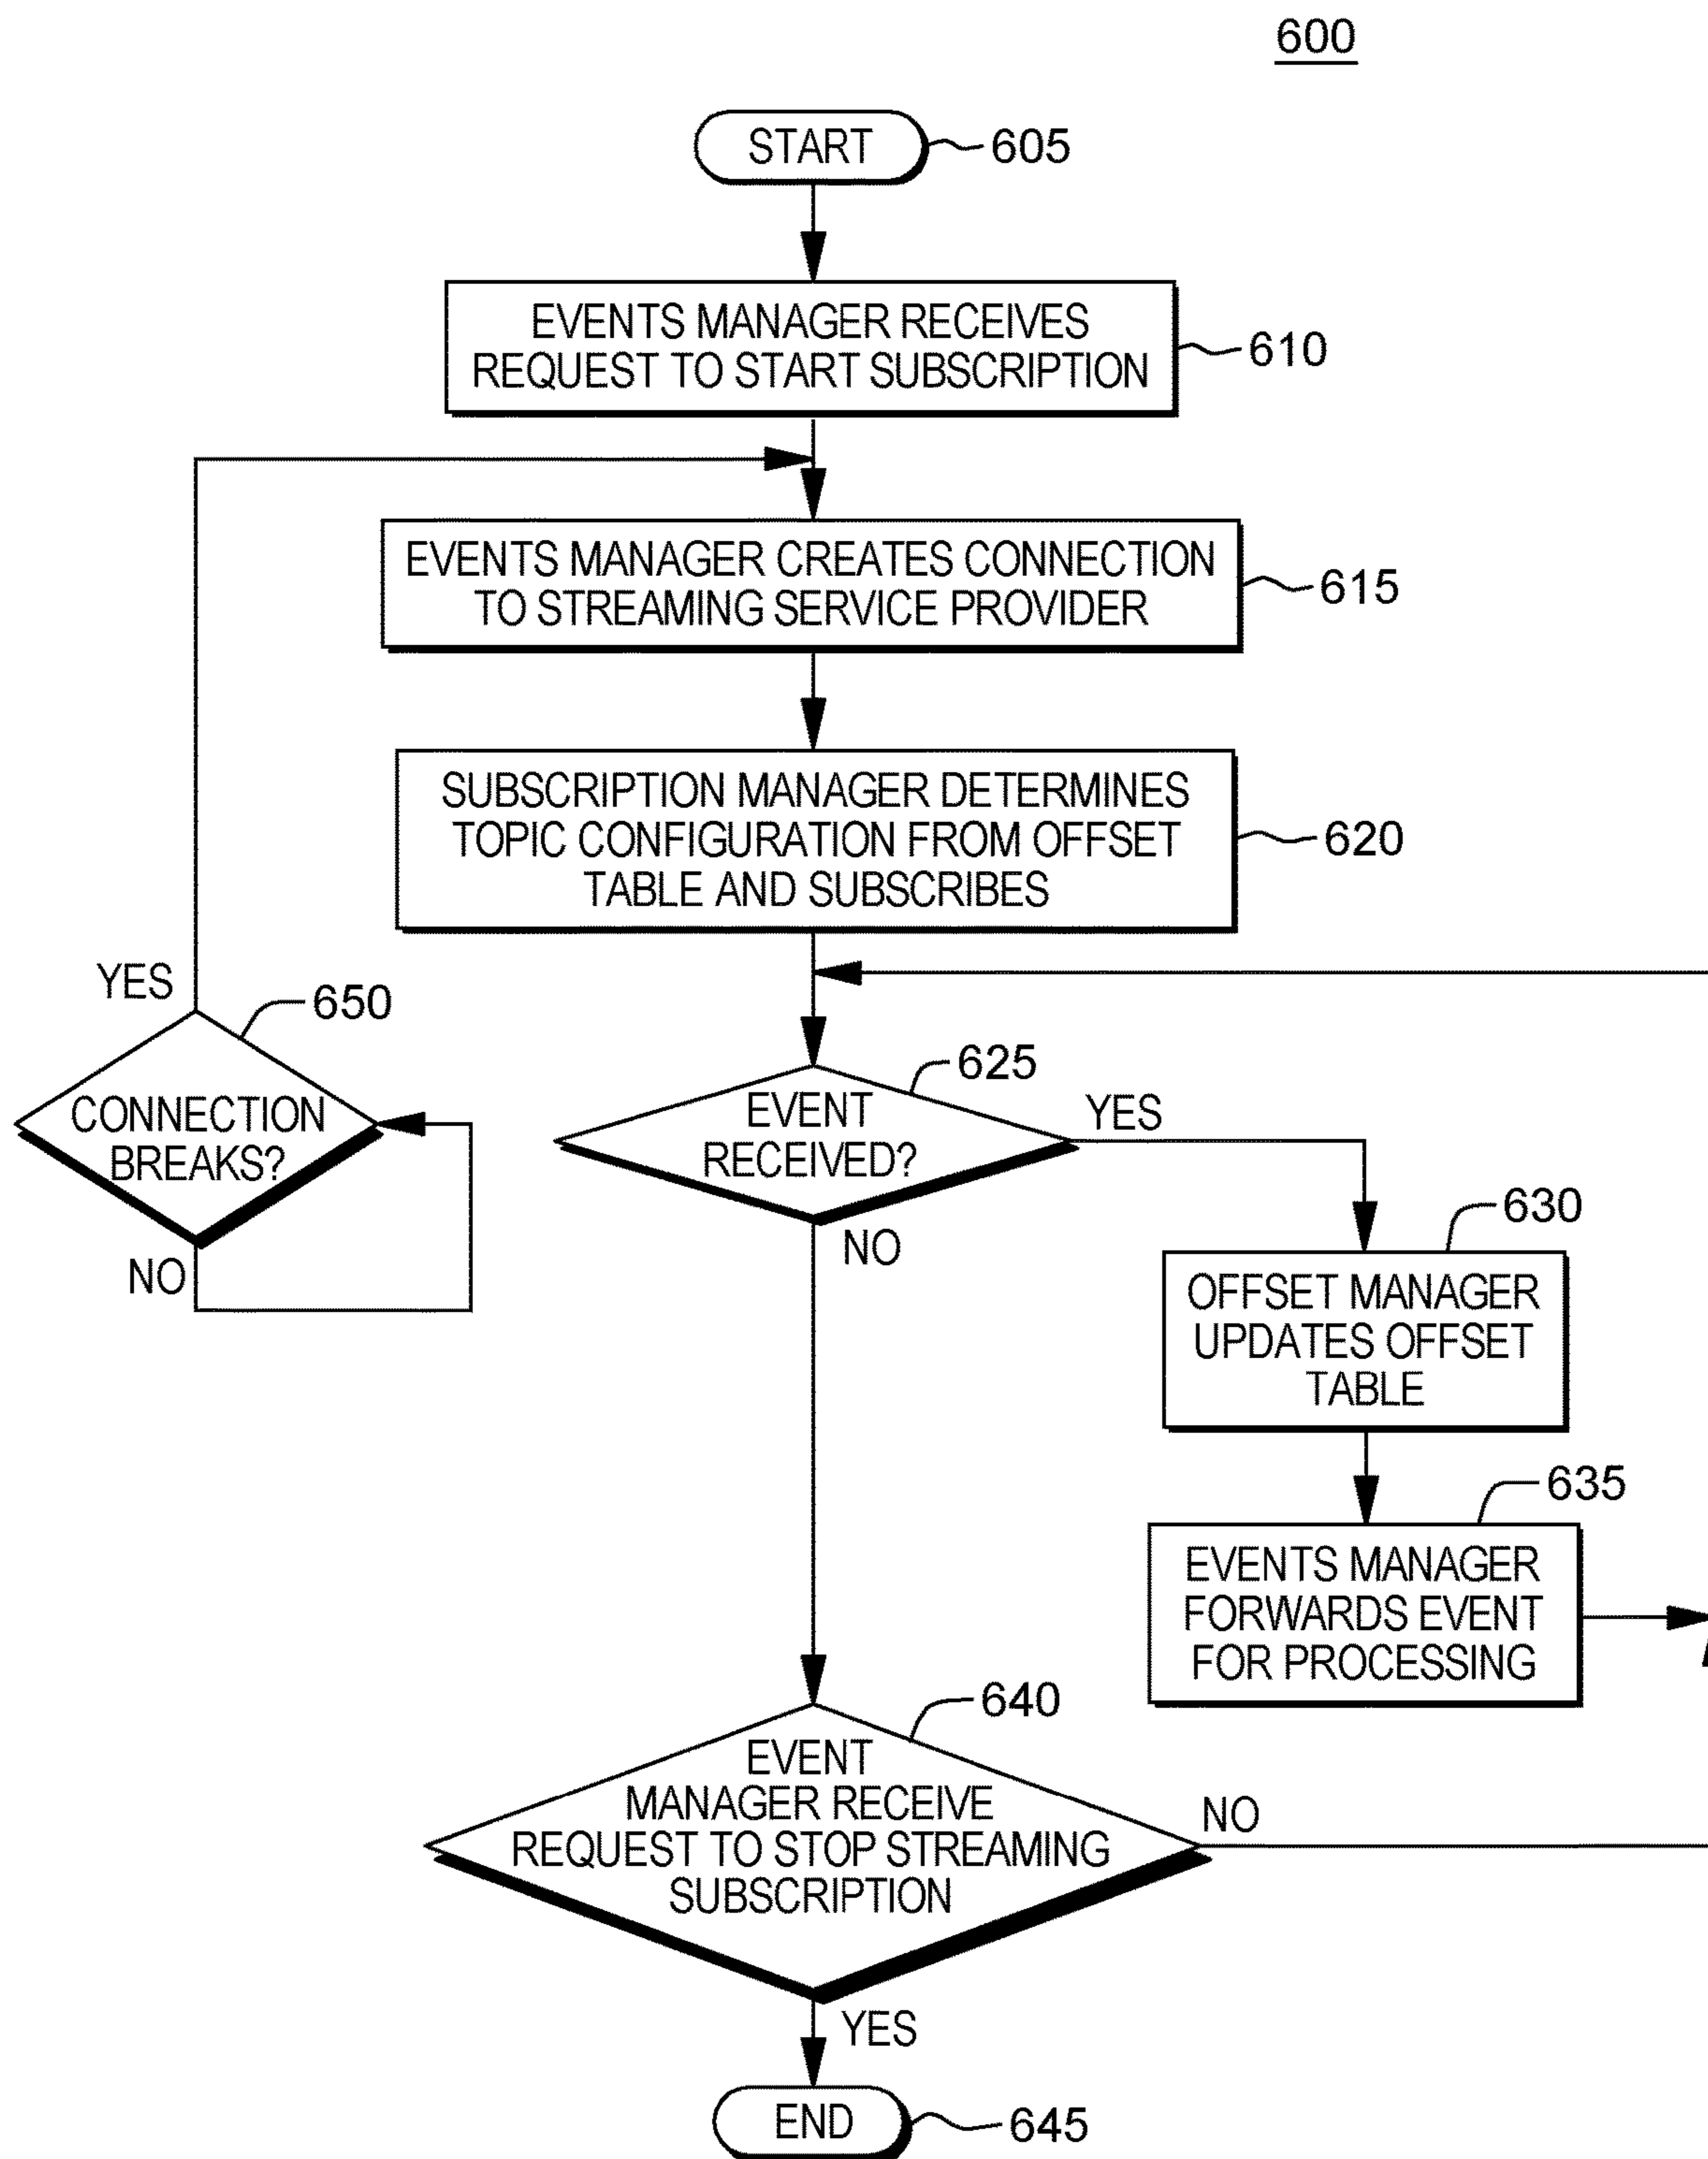 600
START
605
EVENTS MANAGER RECEIVES
REQUEST TO START SUBSCRIPTION
610
EVENTS MANAGER CREATES CONNECTION
TO STREAMING SERVICE PROVIDER
615
SUBSCRIPTION MANAGER DETERMINES
TOPIC CONFIGURATION FROM OFFSET
TABLE AND SUBSCRIBES
620
YES
650
CONNECTION
BREAKS?
NO
625
EVENT
RECEIVED?
YES
NO
630
OFFSET MANAGER
UPDATES OFFSET
TABLE
635
EVENTS MANAGER
FORWARDS EVENT
FOR PROCESSING
640
EVENT
MANAGER RECEIVE
REQUEST TO STOP STREAMING
SUBSCRIPTION
NO
YES
END
645